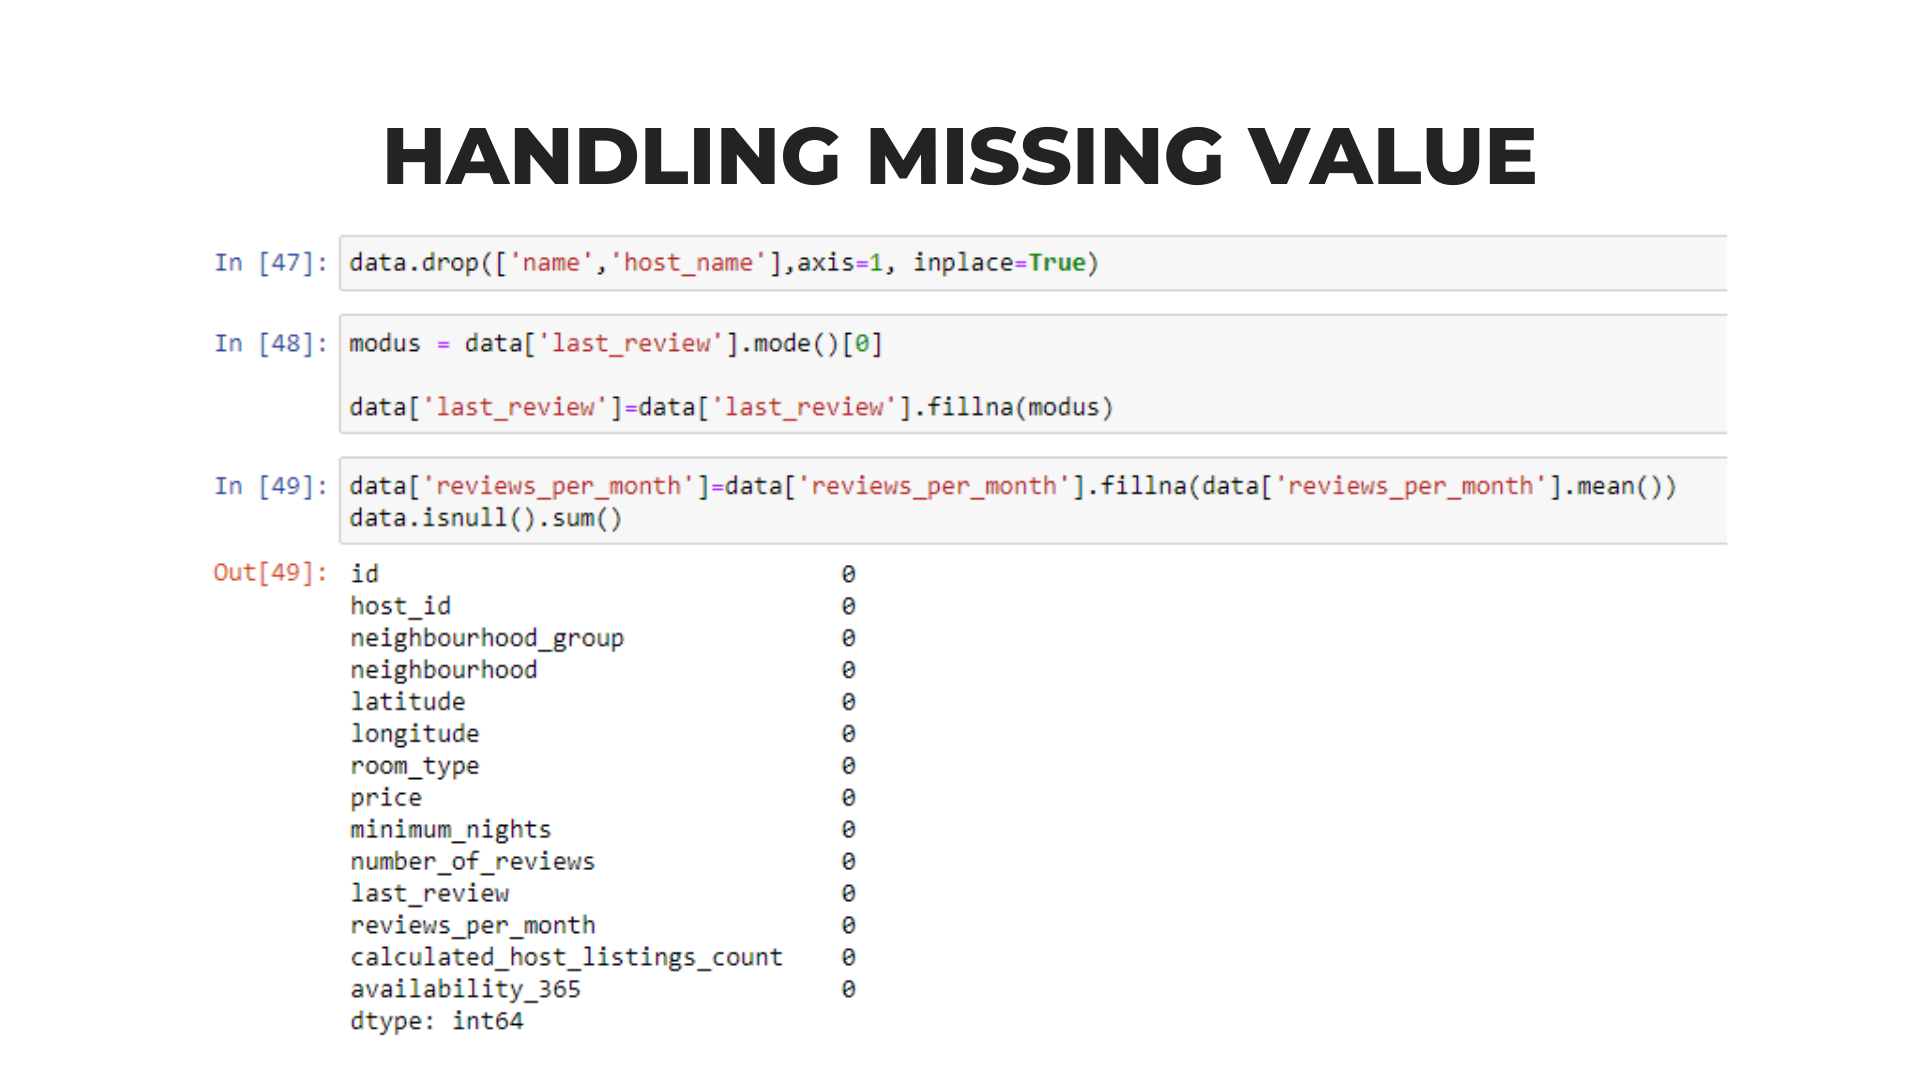 HANDLING MISSING VALUE
In [47]: data.drop(['name','host_name'],axis=1, inplace=True)
In [48]: modus = data['last_review'].mode()[0]
data['last_review']=data['last_review'].fillna(modus)
In [49]: data['reviews_per_month']=data['reviews_per_month'].fillna(data['reviews_per_month'].mean())
data.isnull().sum()
Out[49]: id 0
host_id 0
neighbourhood_group 0
neighbourhood 0
latitude 0
longitude 0
room_type 0
price 0
minimum_nights 0
number_of_reviews 0
last_review 0
reviews_per_month 0
calculated_host_listings_count 0
availability_365 0
dtype: int64